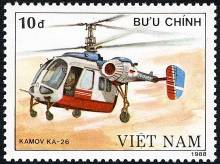 10đ
BƯU CHÍNH
KAMOV KA-26
VIỆT NAM
1988